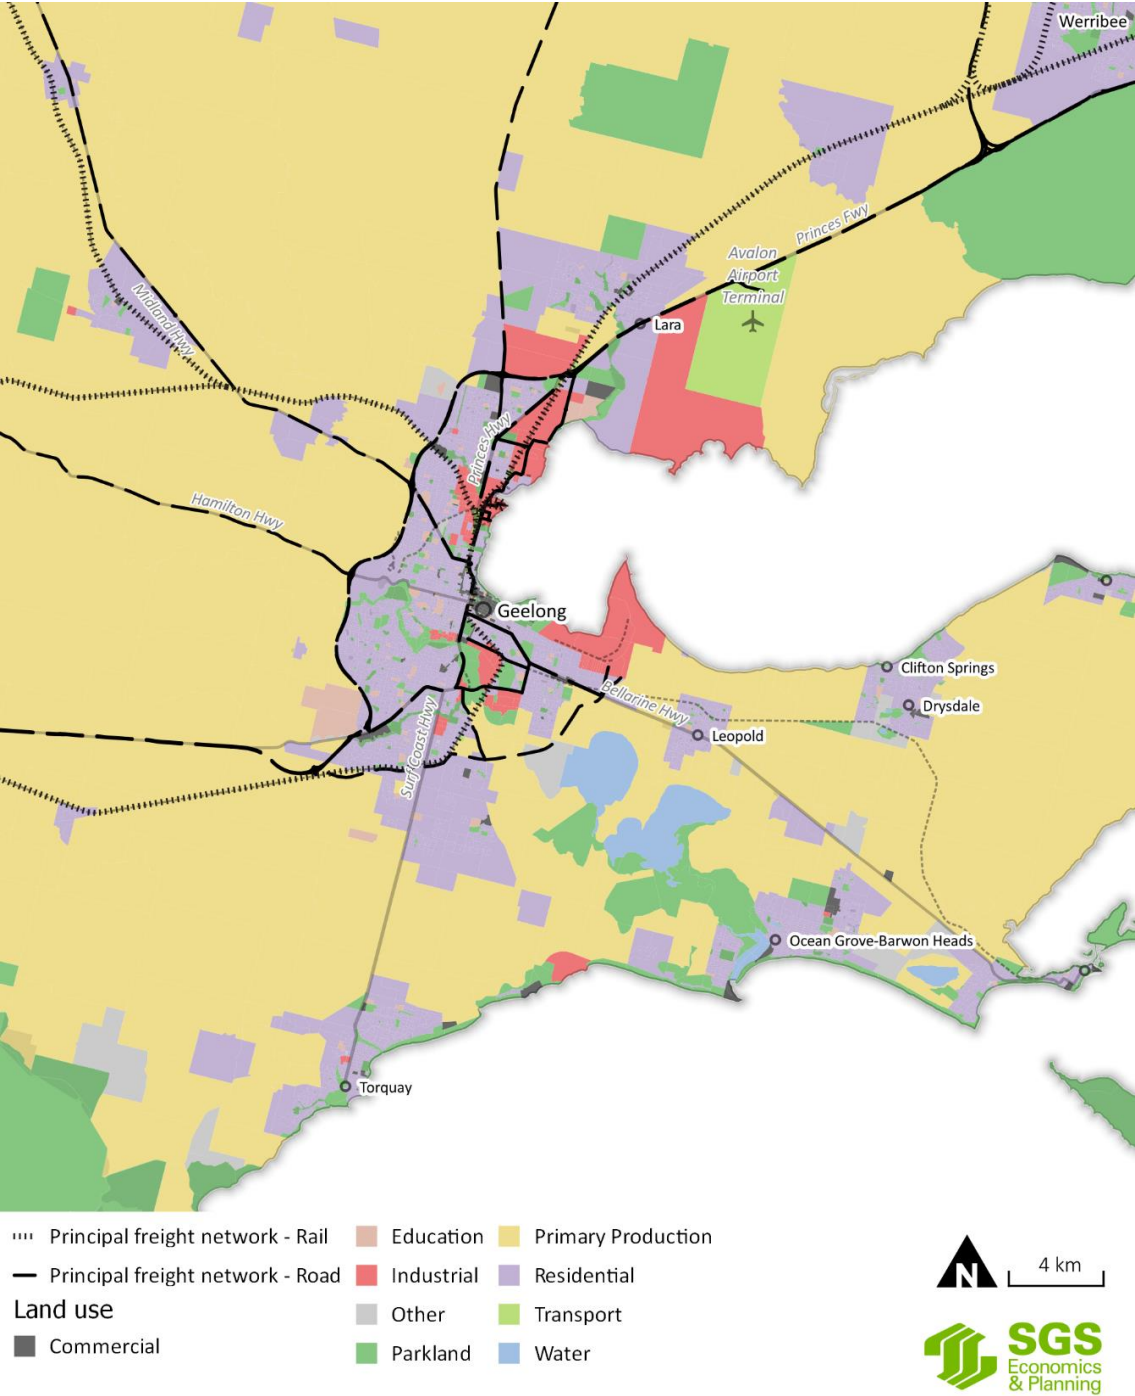 Werribee
Princes Fwy
Avalon
Airport
Terminal
Midland Hwy
Lara
Princes Hwy
Hamilton Hwy
Geelong
Clifton Springs
Bellarine Hwy
Drysdale
Leopold
Surf Coast Hwy
Ocean Grove-Barwon Heads
Torquay
Principal freight network - Rail
Principal freight network - Road
Land use
Commercial
Education
Industrial
Other
Parkland
Primary Production
Residential
Transport
Water
N
4 km
SGS
Economics
& Planning